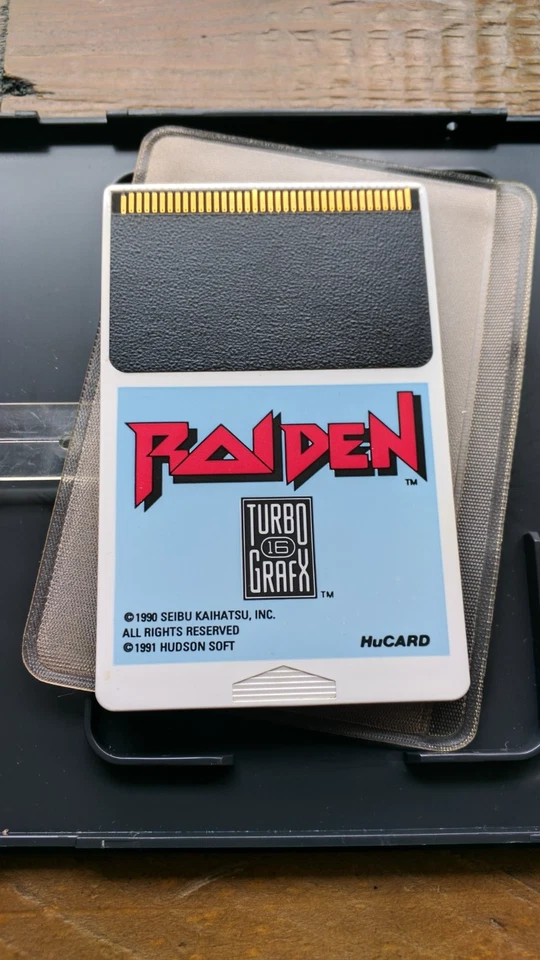 RAIDEN
TM
TURBO
16
GRAFX
TM
©1990 SEIBU KAIHATSU, INC.
ALL RIGHTS RESERVED
©1991 HUDSON SOFT
HuCARD